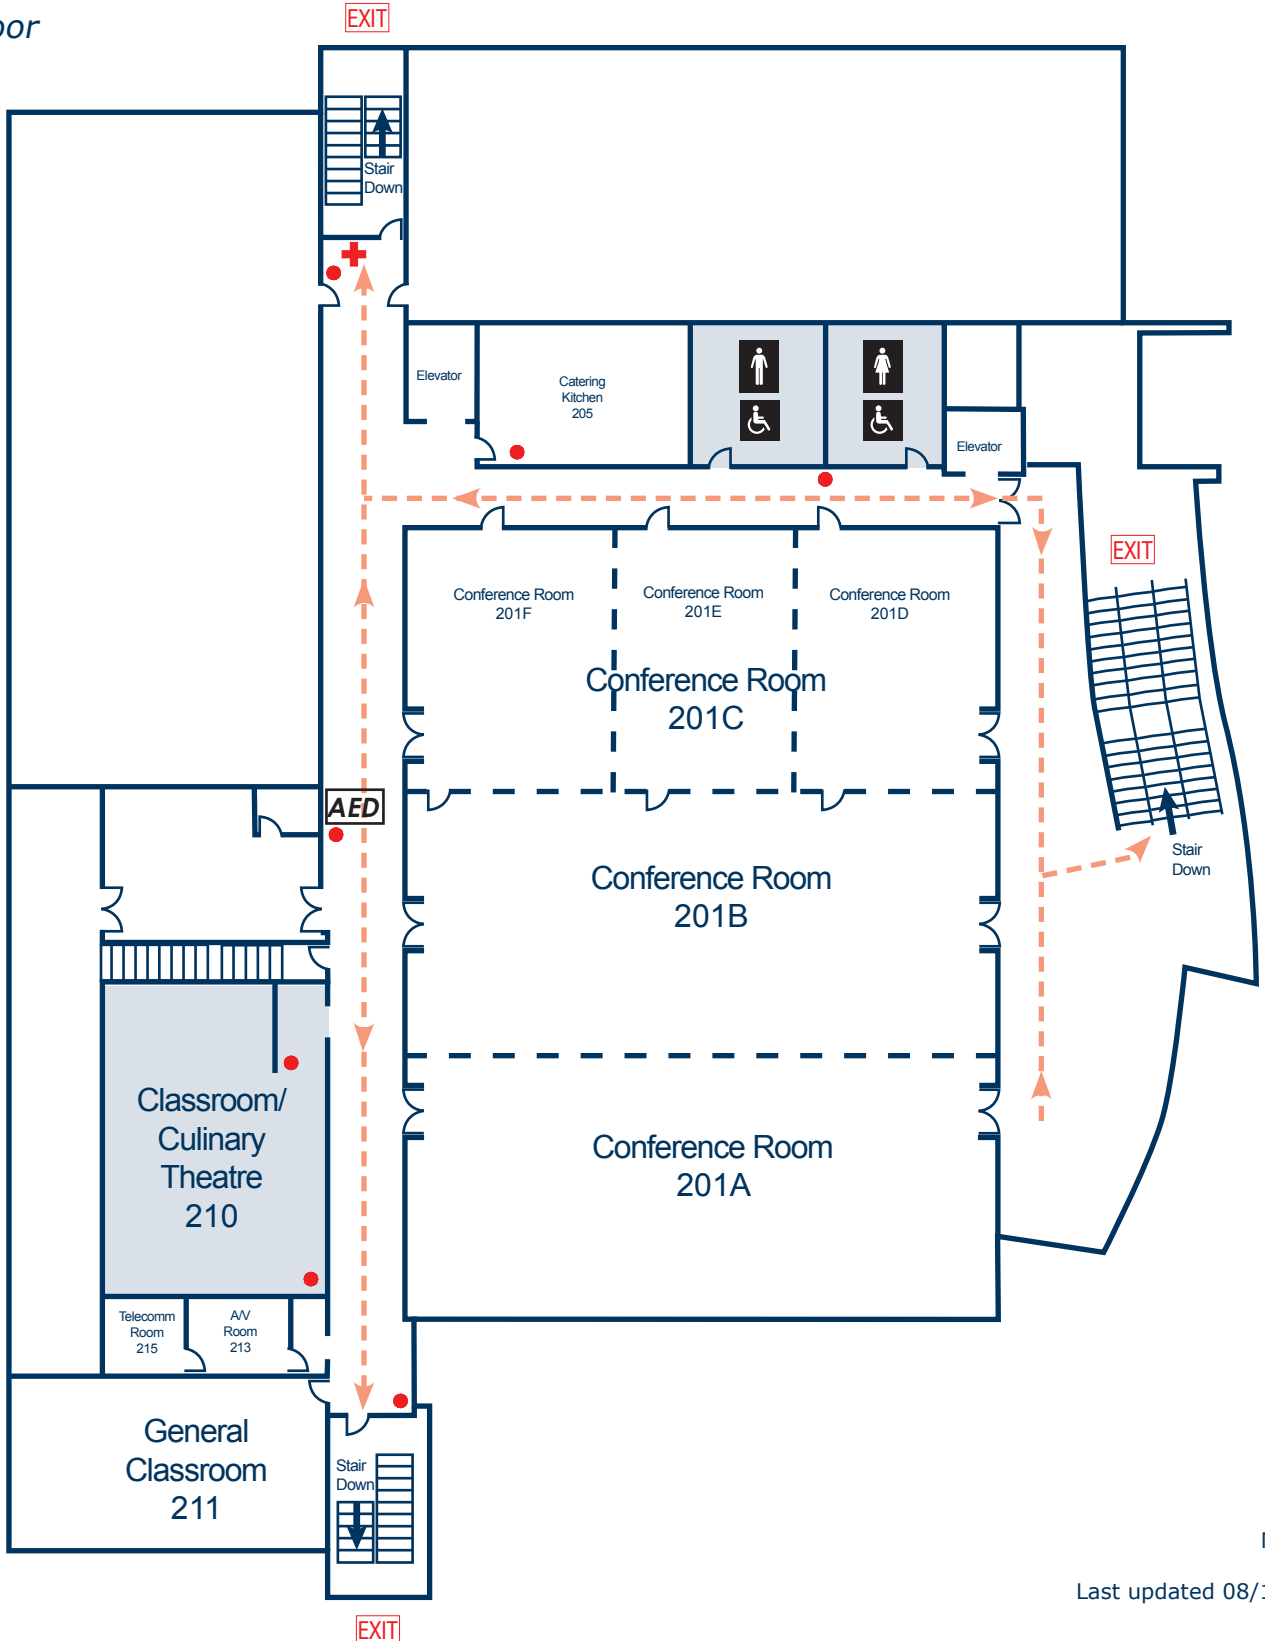 EXIT
Stair
Down
Elevator
Catering
Kitchen
205
Elevator
EXIT
Conference Room
201F
Conference Room
201E
Conference Room
201D
Conference Room
201C
AED
Stair
Down
Conference Room
201B
Classroom/
Culinary
Theatre
210
Conference Room
201A
Telecomm
Room
215
A/V
Room
213
General
Classroom
211
Stair
Down
Last updated
EXIT